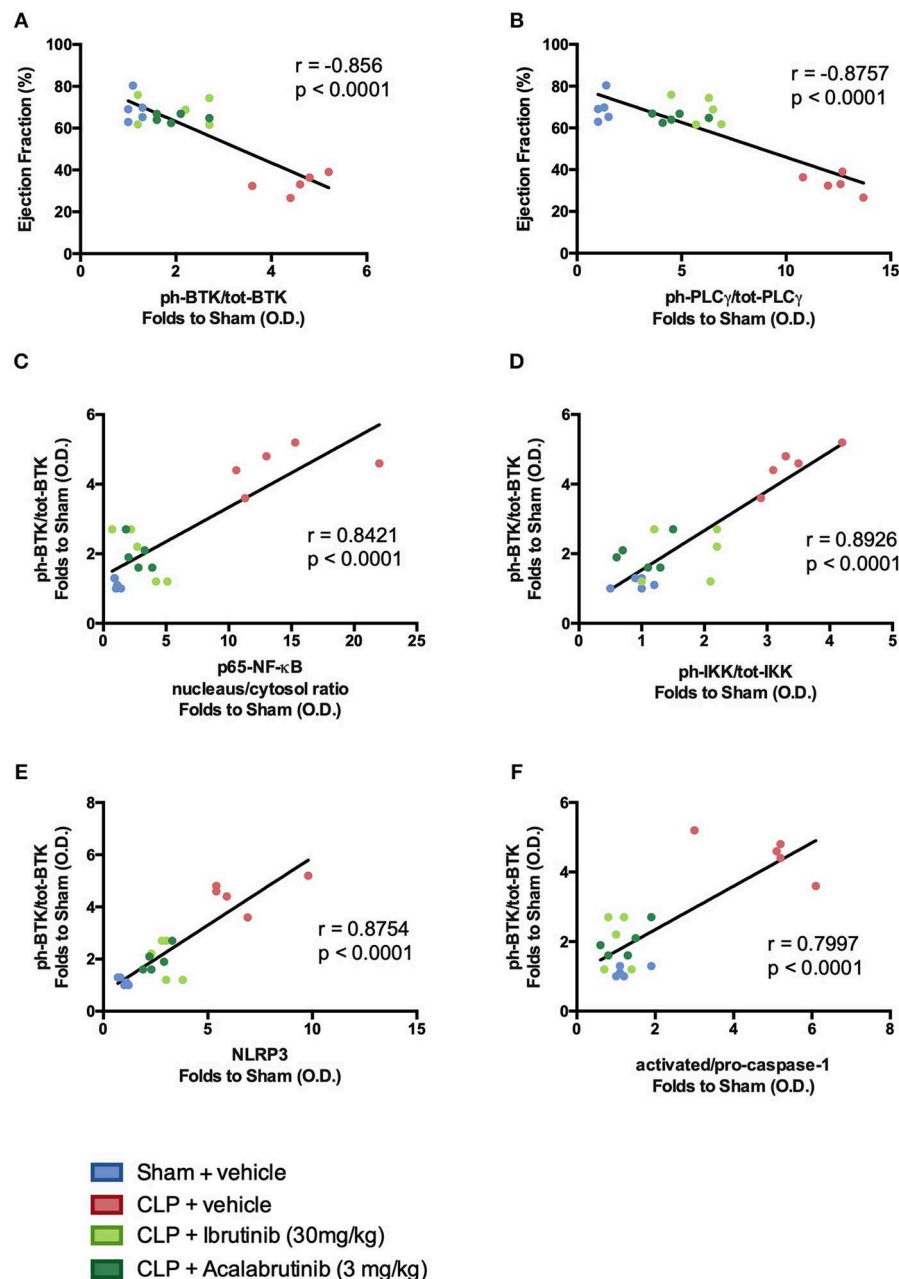 A
100
80
60
40
20
0
Ejection Fraction (%)
r = -0.856
p < 0.0001
0 2 4 6
ph-BTK/tot-BTK
Folds to Sham (O.D.)
B
100
80
60
40
20
0
Ejection Fraction (%)
r = -0.8757
p < 0.0001
0 5 10 15
ph-PLCγ/tot-PLCγ
Folds to Sham (O.D.)
C
6
4
2
0
ph-BTK/tot-BTK
Folds to Sham (O.D.)
r = 0.8421
p < 0.0001
0 5 10 15 20 25
p65-NF-κB
nucleaus/cytosol ratio
Folds to Sham (O.D.)
D
6
4
2
0
ph-BTK/tot-BTK
Folds to Sham (O.D.)
r = 0.8926
p < 0.0001
0 1 2 3 4 5
ph-IKK/tot-IKK
Folds to Sham (O.D.)
E
8
6
4
2
0
ph-BTK/tot-BTK
Folds to Sham (O.D.)
r = 0.8754
p < 0.0001
0 5 10 15
NLRP3
Folds to Sham (O.D.)
F
6
4
2
0
ph-BTK/tot-BTK
Folds to Sham (O.D.)
r = 0.7997
p < 0.0001
0 2 4 6 8
activated/pro-caspase-1
Folds to Sham (O.D.)
Sham + vehicle
CLP + vehicle
CLP + Ibrutinib (30mg/kg)
CLP + Acalabrutinib (3 mg/kg)